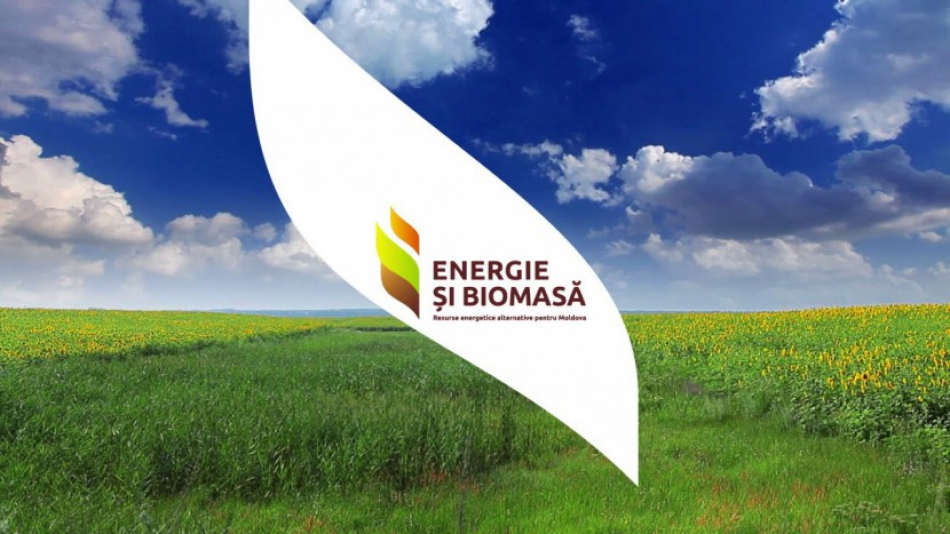 ENERGIE
ȘI BIOMASĂ
Resurse energetice alternative pentru Moldova